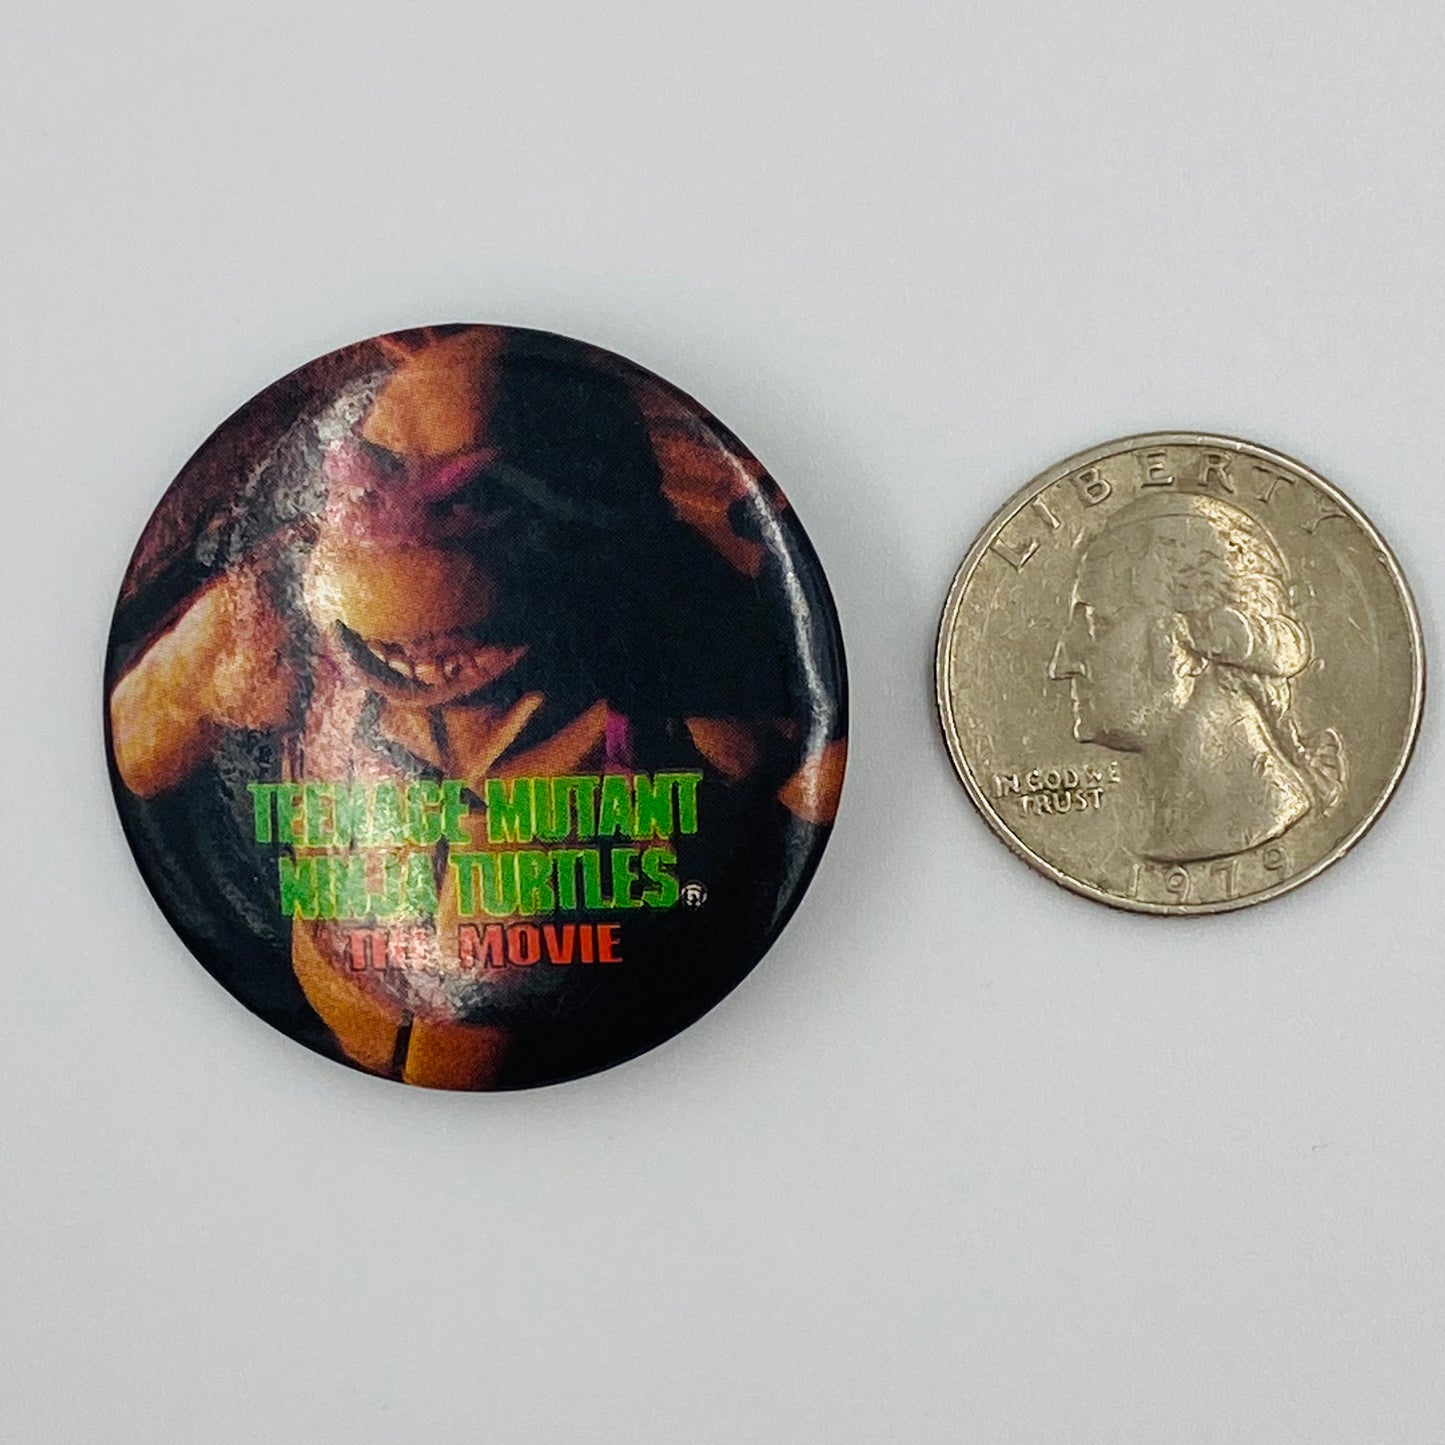 TEENAGE MUTANT
NINJA TURTLES®
THE MOVIE
LIBERTY
IN GOD WE
TRUST
1979